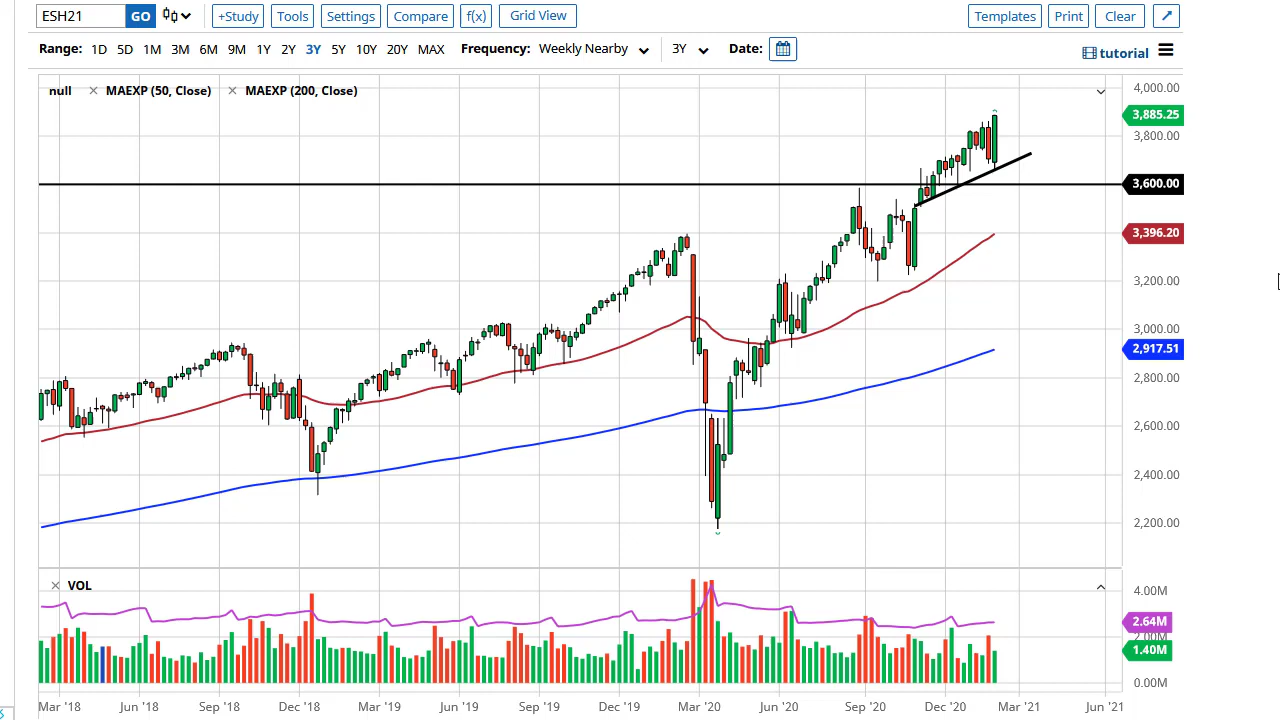 ESH21 GO +Study Tools Settings Compare f(x) Grid View Templates Print Clear
Range: 1D 5D 1M 3M 6M 9M 1Y 2Y 3Y 5Y 10Y 20Y MAX Frequency: Weekly Nearby 3Y Date: tutorial
null × MAEXP (50, Close) × MAEXP (200, Close)
4,000.00
3,885.25
3,800.00
3,600.00
3,396.20
3,200.00
3,000.00
2,917.51
2,800.00
2,600.00
2,400.00
2,200.00
× VOL
4.00M
2.64M
2.00M
1.40M
0.00M
Mar '18 Jun '18 Sep '18 Dec '18 Mar '19 Jun '19 Sep '19 Dec '19 Mar '20 Jun '20 Sep '20 Dec '20 Mar '21 Jun '21